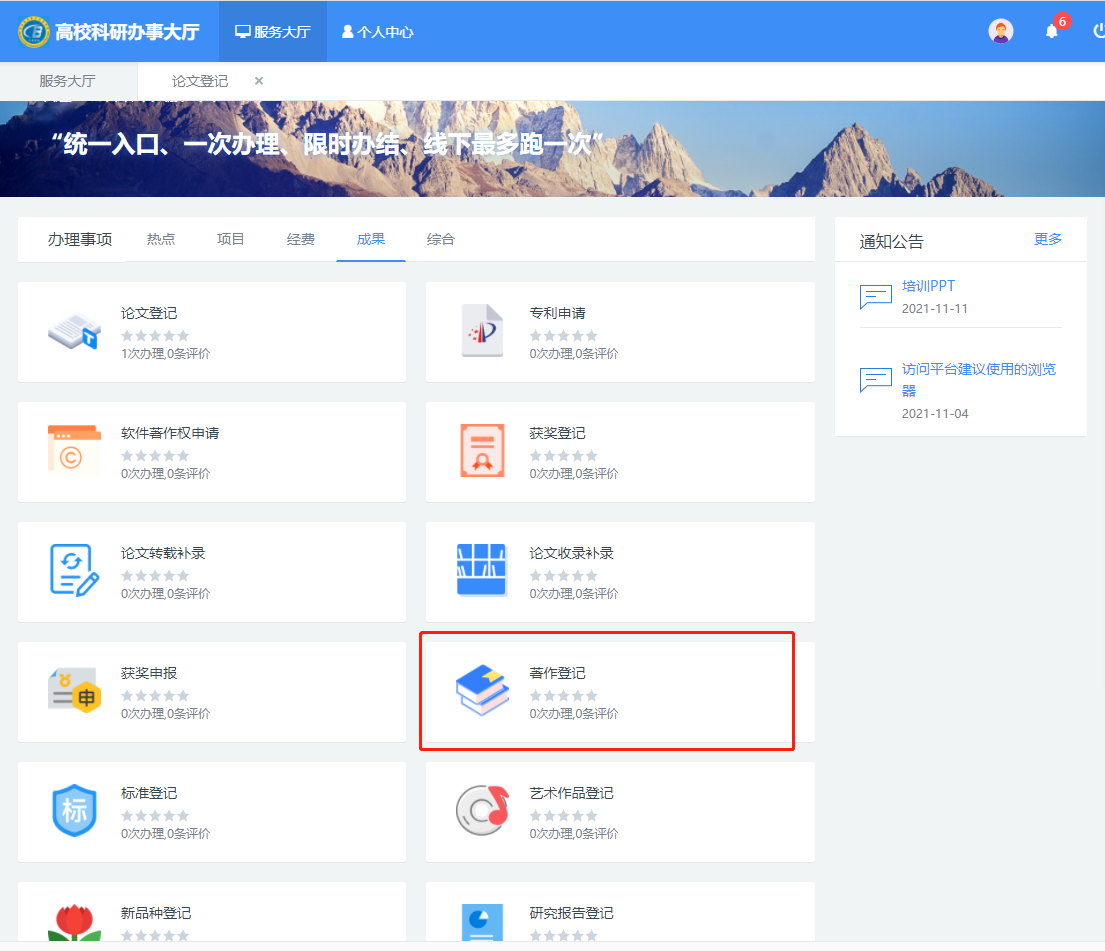 高校科研办事大厅
服务大厅
个人中心
6
服务大厅
论文登记
“统一入口、一次办理、限时办结、线下最多跑一次”
办理事项
热点
项目
经费
成果
综合
通知公告
更多
论文登记
1次办理,0条评价
专利申请
0次办理,0条评价
培训PPT
2021-11-11
访问平台建议使用的浏览
器
2021-11-04
软件著作权申请
0次办理,0条评价
获奖登记
0次办理,0条评价
论文转载补录
0次办理,0条评价
论文收录补录
0次办理,0条评价
申
获奖申报
0次办理,0条评价
著作登记
0次办理,0条评价
标
标准登记
0次办理,0条评价
艺术作品登记
0次办理,0条评价
新品种登记
研究报告登记